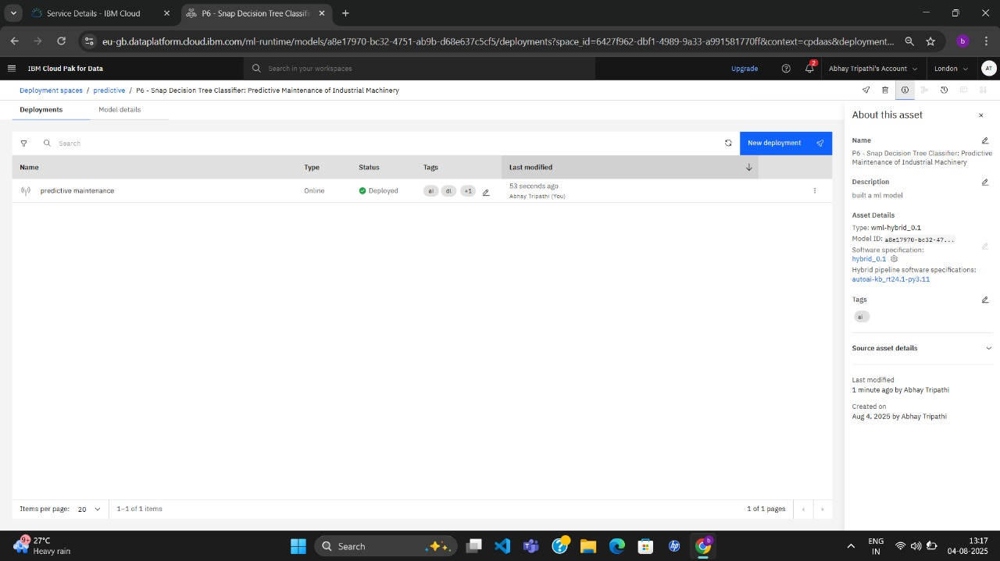 Service Details - IBM Cloud
P6 - Snap Decision Tree Classifi
eu-gb.dataplatform.cloud.ibm.com/ml-runtime/models/a8e17970-bc32-4751-ab9b-d68e637c5cf5/deployments?space_id=6427f962-dbf1-4989-9a33-a991581770ff&context=cpdaas&deployment...
b
IBM Cloud Pak for Data
Search in your workspaces
Upgrade
2
Abhay Tripathi's Account
London
AT
Deployment spaces / predictive / P6 - Snap Decision Tree Classifier: Predictive Maintenance of Industrial Machinery
Deployments
Model details
Search
New deployment
Name
Type
Status
Tags
Last modified
predictive maintenance
Online
Deployed
ai
dl
+1
53 seconds ago
Abhay Tripathi (You)
Items per page: 20
1–1 of 1 items
1 of 1 pages
About this asset
Name
P6 - Snap Decision Tree Classifier: Predictive
Maintenance of Industrial Machinery
Description
built a ml model
Asset Details
Type: wml-hybrid_0.1
Model ID: a8e17970-bc32-47...
Software specification:
hybrid_0.1
Hybrid pipeline software specifications:
autoai-kb_rt24.1-py3.11
Tags
ai
Source asset details
Last modified
1 minute ago by Abhay Tripathi
Created on
Aug 4, 2025 by Abhay Tripathi
9+
27°C
Heavy rain
Search
hp
b
ENG
IN
13:17
04-08-2025